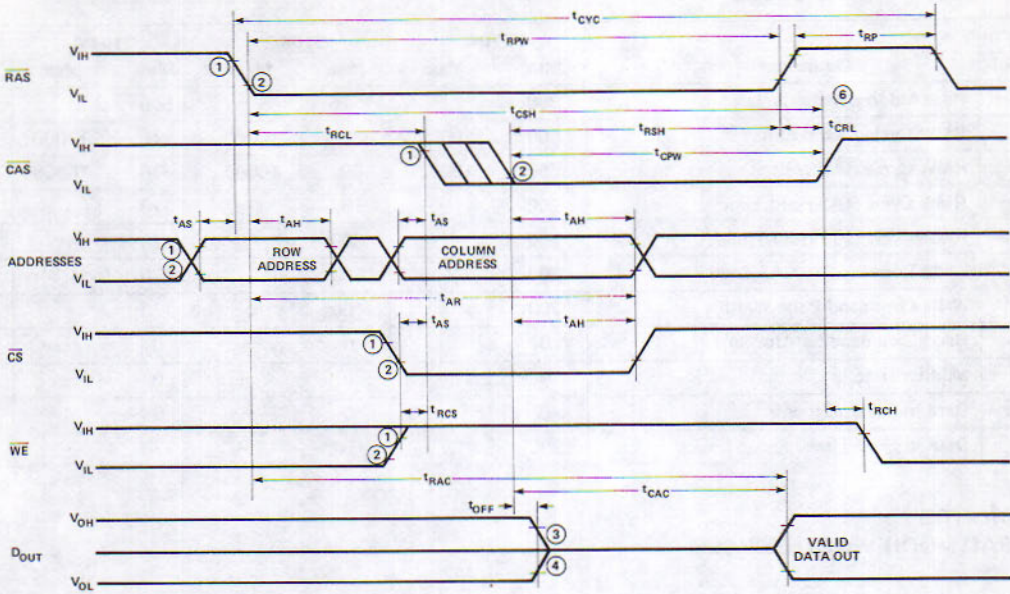 tCYC
tRPW
tRP
RAS
VIH
VIL
①
②
⑥
tCSH
tRCL
tRSH
tCRL
tCPW
CAS
VIH
VIL
①
②
tAS
tAH
tAS
tAH
ADDRESSES
VIH
VIL
①
②
ROW
ADDRESS
COLUMN
ADDRESS
tAR
tAS
tAH
CS
VIH
VIL
①
②
tRCS
tRCH
WE
VIH
VIL
①
②
tRAC
tCAC
tOFF
DOUT
VOH
VOL
③
④
VALID
DATA OUT